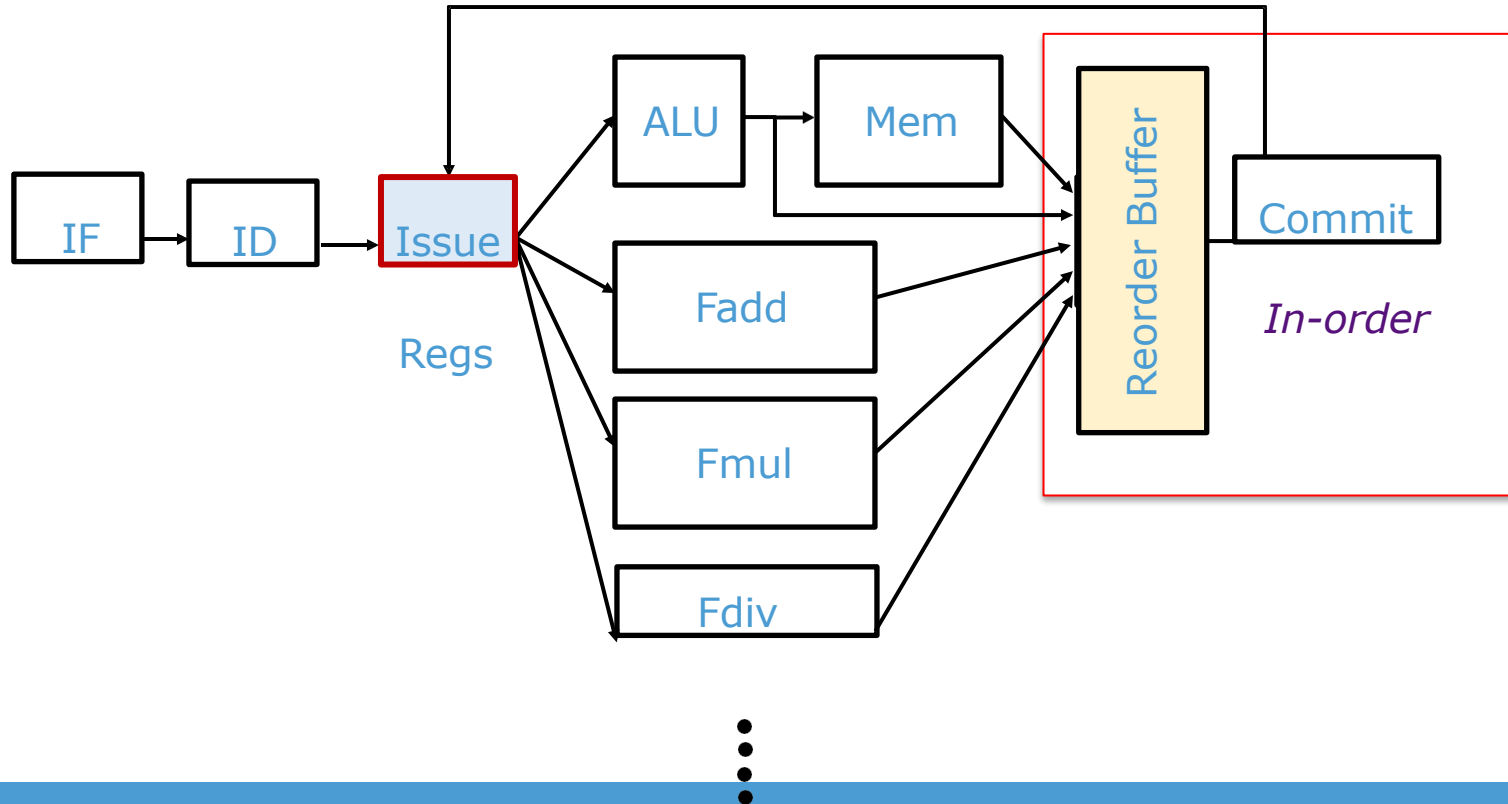 ALU
Mem
IF
ID
Issue
Regs
Fadd
Fmul
Fdiv
Reorder Buffer
Commit
In-order